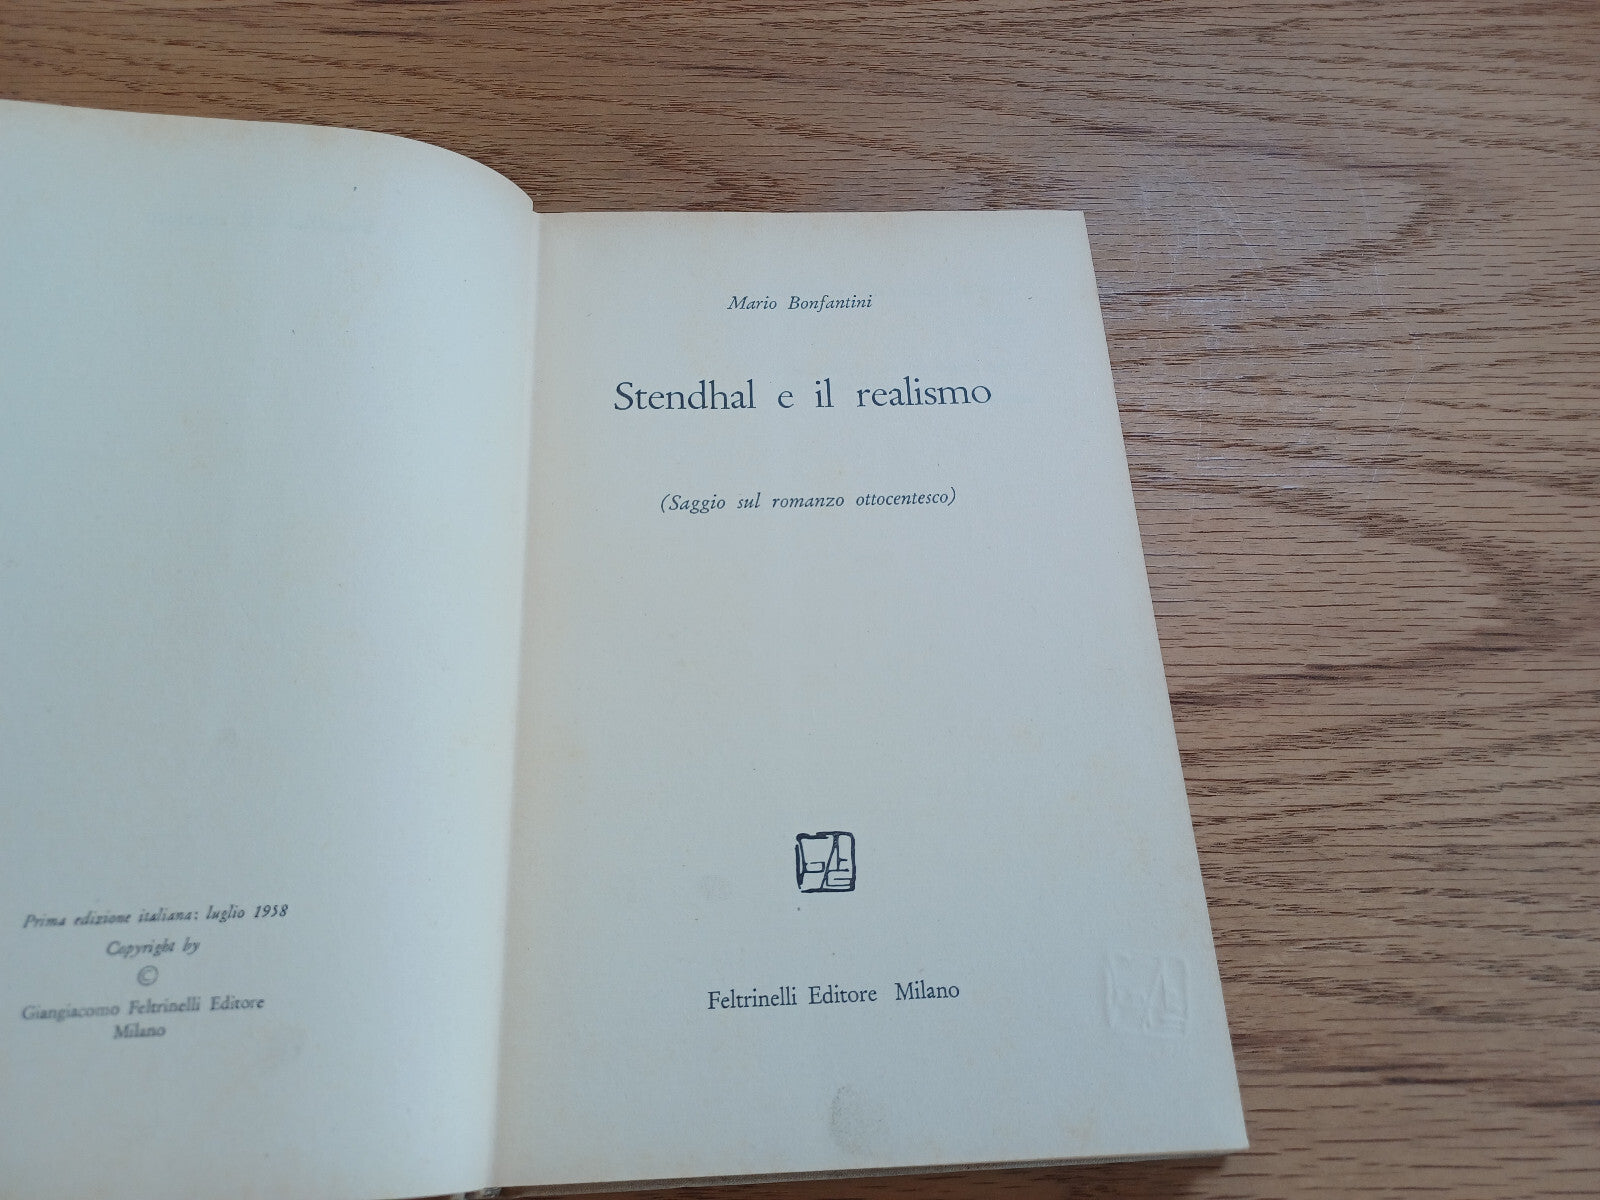 Prima edizione italiana: luglio 1958
Copyright by
©
Giangiacomo Feltrinelli Editore
Milano
Mario Bonfantini
Stendhal e il realismo
(Saggio sul romanzo ottocentesco)
Feltrinelli Editore Milano